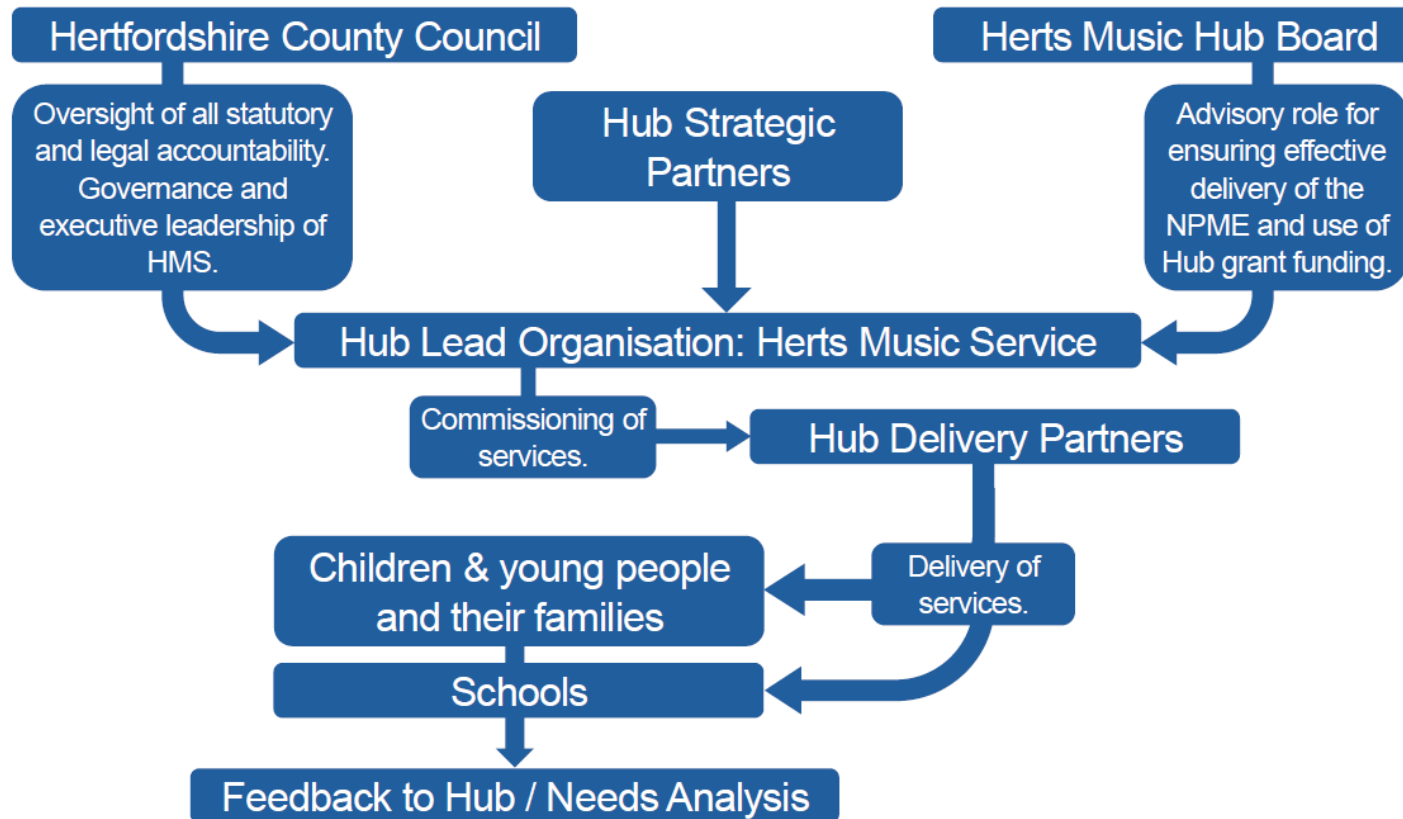 Hertfordshire County Council
Herts Music Hub Board
Oversight of all statutory
and legal accountability.
Governance and
executive leadership of
HMS.
Hub Strategic
Partners
Advisory role for
ensuring effective
delivery of the
NPME and use of
Hub grant funding.
Hub Lead Organisation: Herts Music Service
Commissioning of
services.
Hub Delivery Partners
Children & young people
and their families
Delivery of
services.
Schools
Feedback to Hub / Needs Analysis